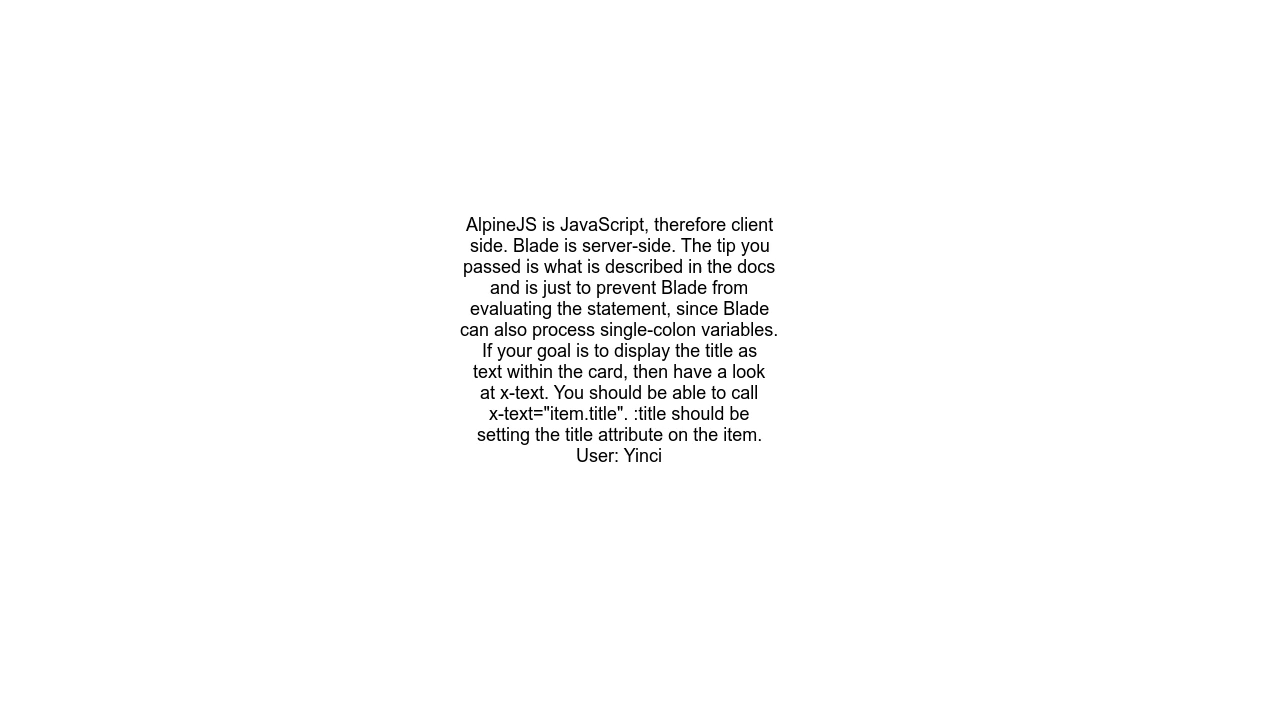 AlpineJS is JavaScript, therefore client
side. Blade is server-side. The tip you
passed is what is described in the docs
and is just to prevent Blade from
evaluating the statement, since Blade
can also process single-colon variables.
If your goal is to display the title as
text within the card, then have a look
at x-text. You should be able to call
x-text="item.title". :title should be
setting the title attribute on the item.
User: Yinci